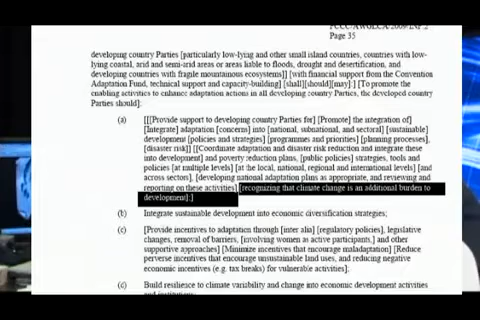 FCCC/AWGLCA/2009/INF.2
Page 35
developing country Parties [particularly low-lying and other small island countries, countries with low-
lying coastal, arid and semi-arid areas or areas liable to floods, drought and desertification, and
developing countries with fragile mountainous ecosystems]] [with financial support from the Convention
Adaptation Fund, technical support and capacity-building] [shall][should][may]:] [To promote the
enabling activities to enhance adaptation actions in all developing country Parties, the developed country
Parties should]:
(a) [[[Provide support to developing country Parties for] [Promote] the integration of]
[Integrate] adaptation [concerns] into [national, subnational, and sectoral] [sustainable]
development [policies and strategies] [programmes and priorities] [planning processes],
[disaster risk]] [[Coordinate adaptation and disaster risk reduction and integrate these
into development] and poverty reduction plans, [public policies] strategies, tools and
policies [at multiple levels] [at the local, national, regional and international levels] [and
across sectors], [developing national adaptation plans as appropriate, and reviewing and
reporting on these activities] [recognizing that climate change is an additional burden to
development];]
(b) Integrate sustainable development into economic diversification strategies;
(c) [Provide incentives to adaptation through [inter alia] [regulatory policies], legislative
changes, removal of barriers, [involving women as active participants,] and other
supportive approaches] [Minimize incentives that encourage maladaptation] [Reduce
perverse incentives that encourage unsustainable land uses, and reducing negative
economic incentives (e.g. tax breaks) for vulnerable activities];
(d) Build resilience to climate variability and change into economic development activities
and institutions